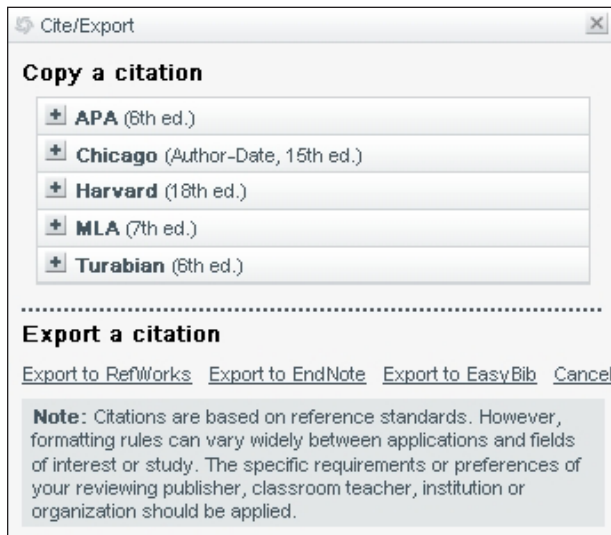 Cite/Export
Copy a citation
APA (6th ed.)
Chicago (Author-Date, 15th ed.)
Harvard (18th ed.)
MLA (7th ed.)
Turabian (6th ed.)
Export a citation
Export to RefWorks Export to EndNote Export to EasyBib Cancel
Note: Citations are based on reference standards. However,
formatting rules can vary widely between applications and fields
of interest or study. The specific requirements or preferences of
your reviewing publisher, classroom teacher, institution or
organization should be applied.